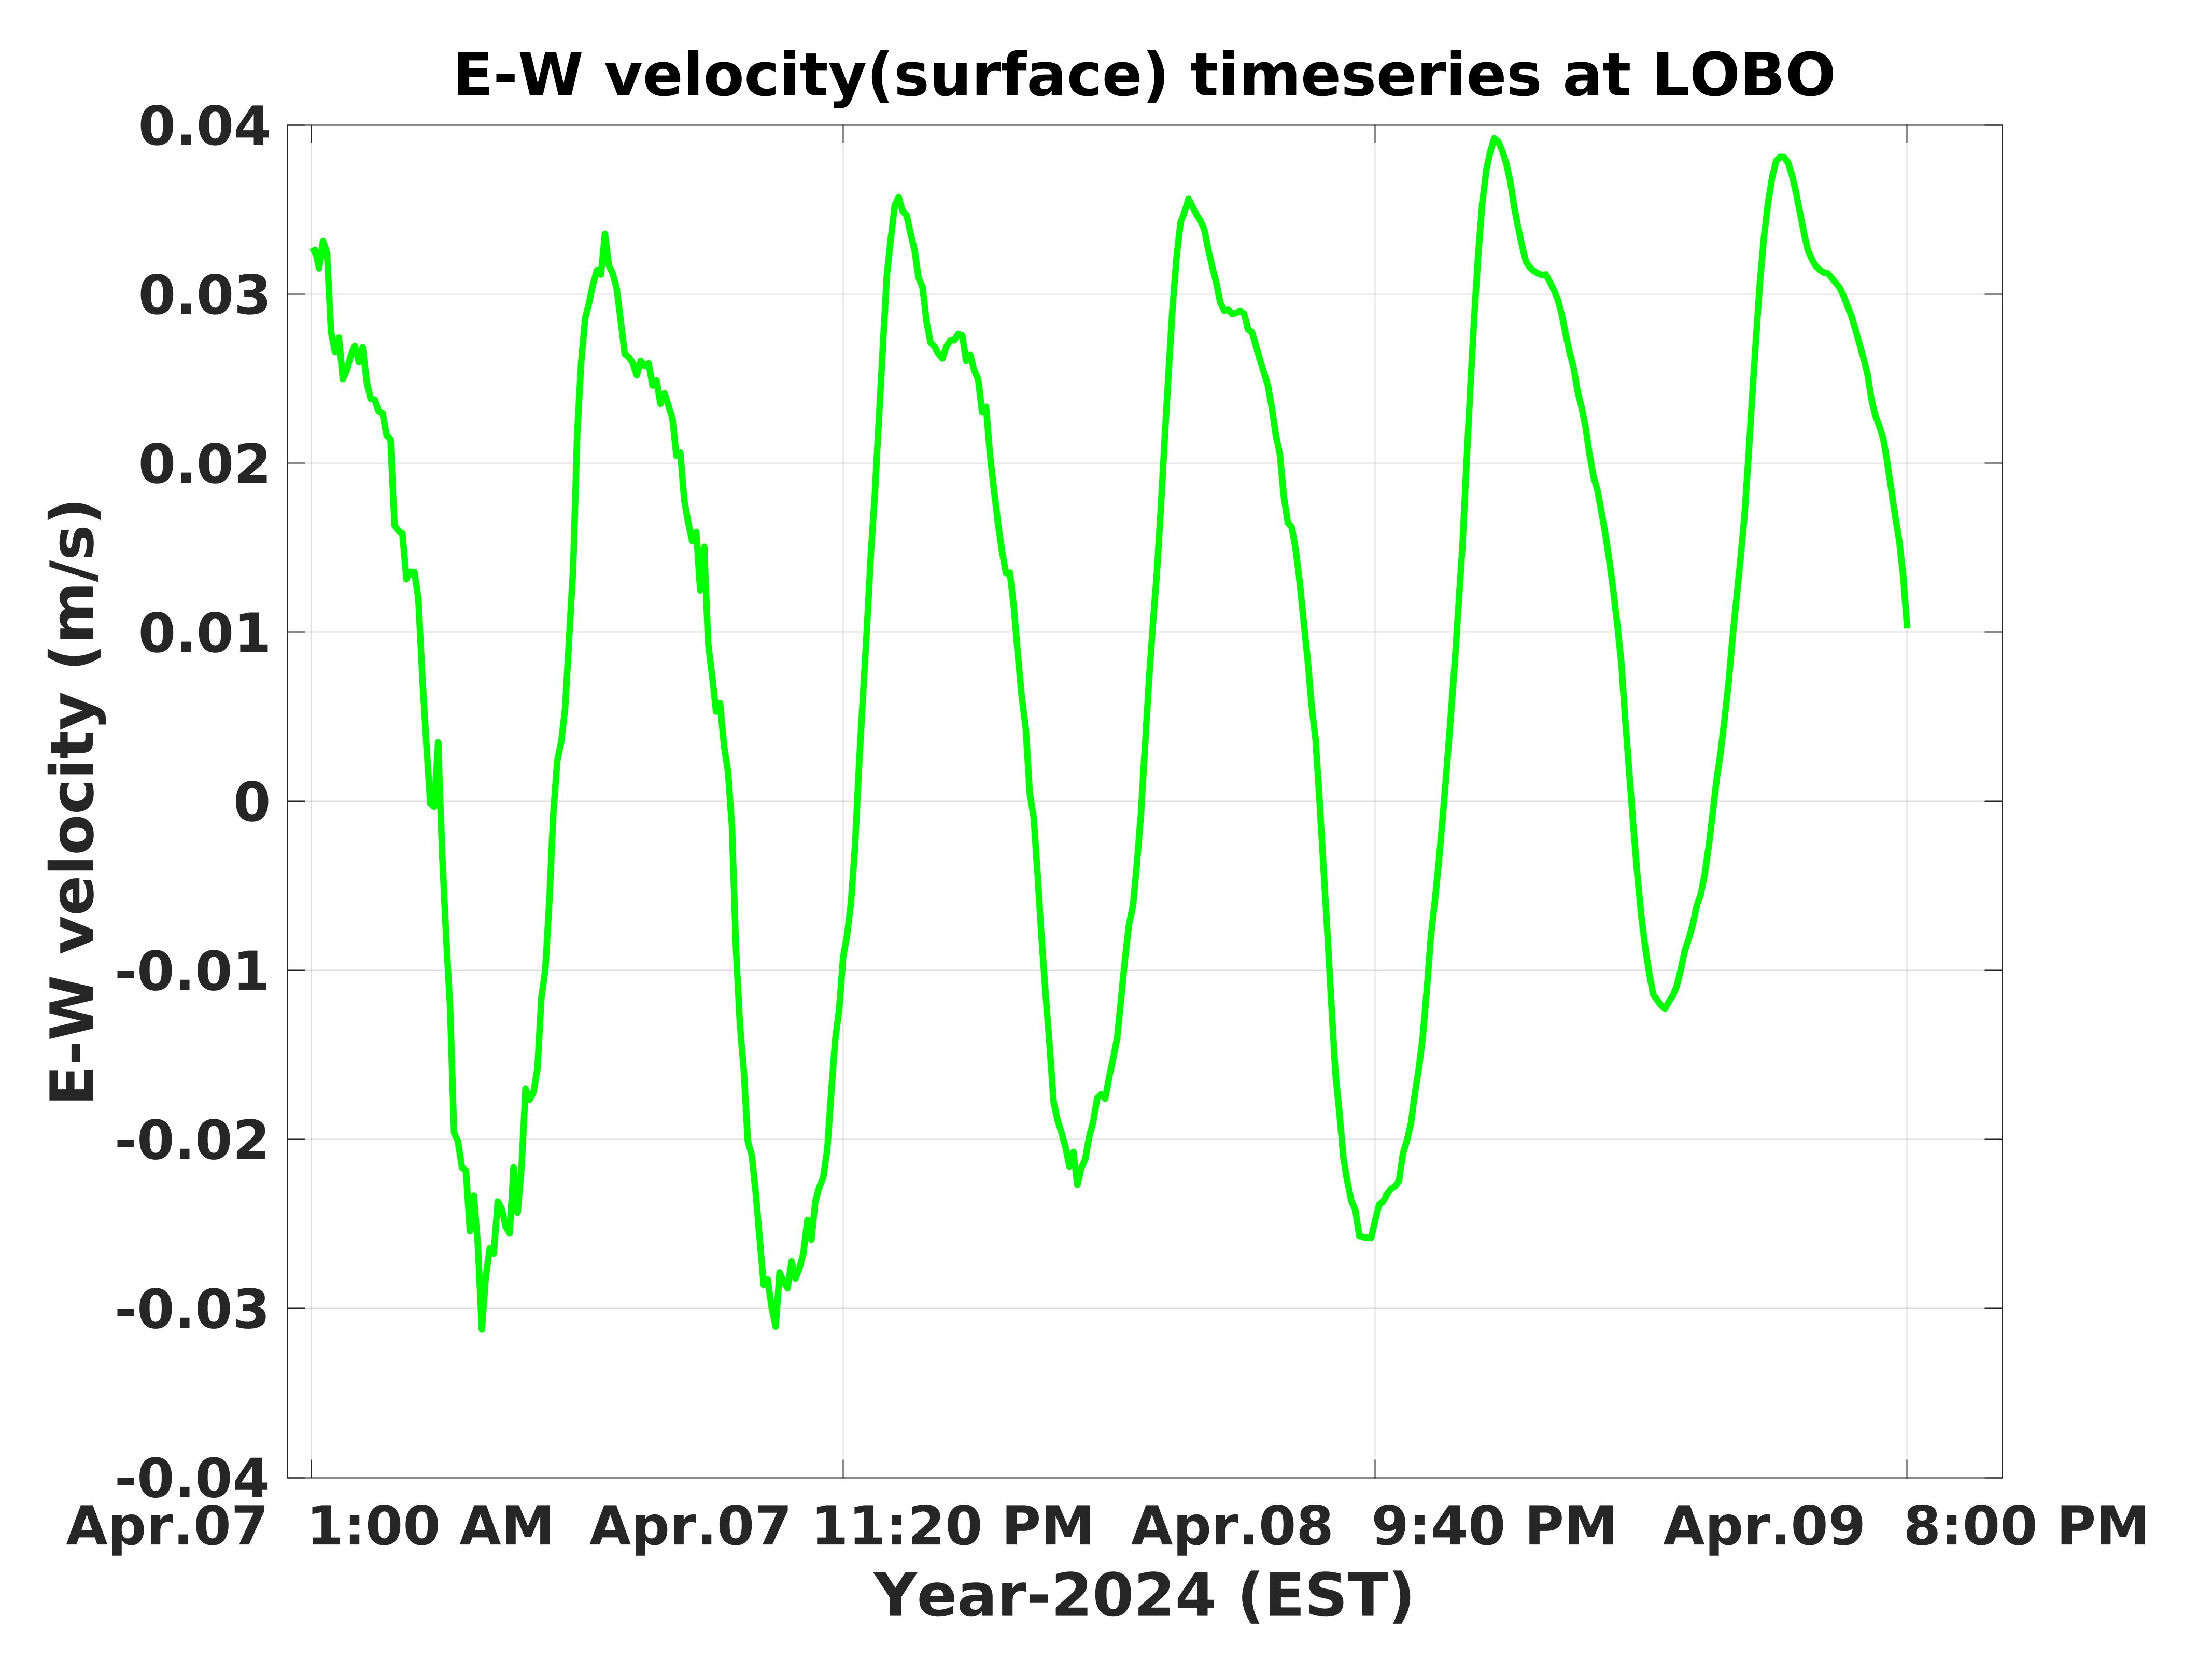 E-W velocity(surface) timeseries at LOBO
E-W velocity (m/s)
0.04
0.03
0.02
0.01
0
-0.01
-0.02
-0.03
-0.04
Apr.07 1:00 AM Apr.07 11:20 PM Apr.08 9:40 PM Apr.09 8:00 PM
Year-2024 (EST)